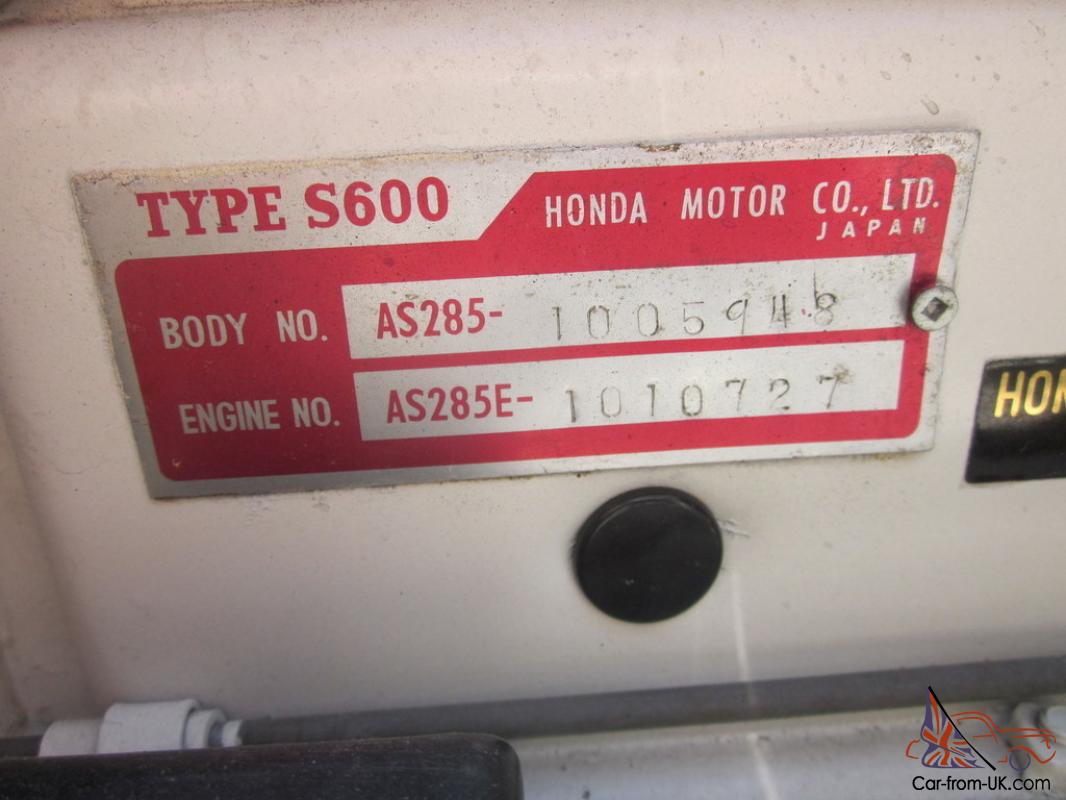 TYPE S600
HONDA MOTOR CO., LTD.
JAPAN
BODY NO. AS285- 1005948
ENGINE NO. AS285E- 1010727
HON
Car-from-UK.com